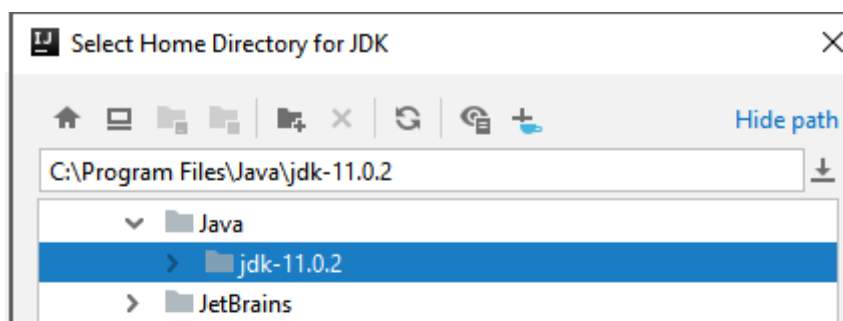 IJ Select Home Directory for JDK
Hide path
C:\Program Files\Java\jdk-11.0.2
Java
jdk-11.0.2
JetBrains